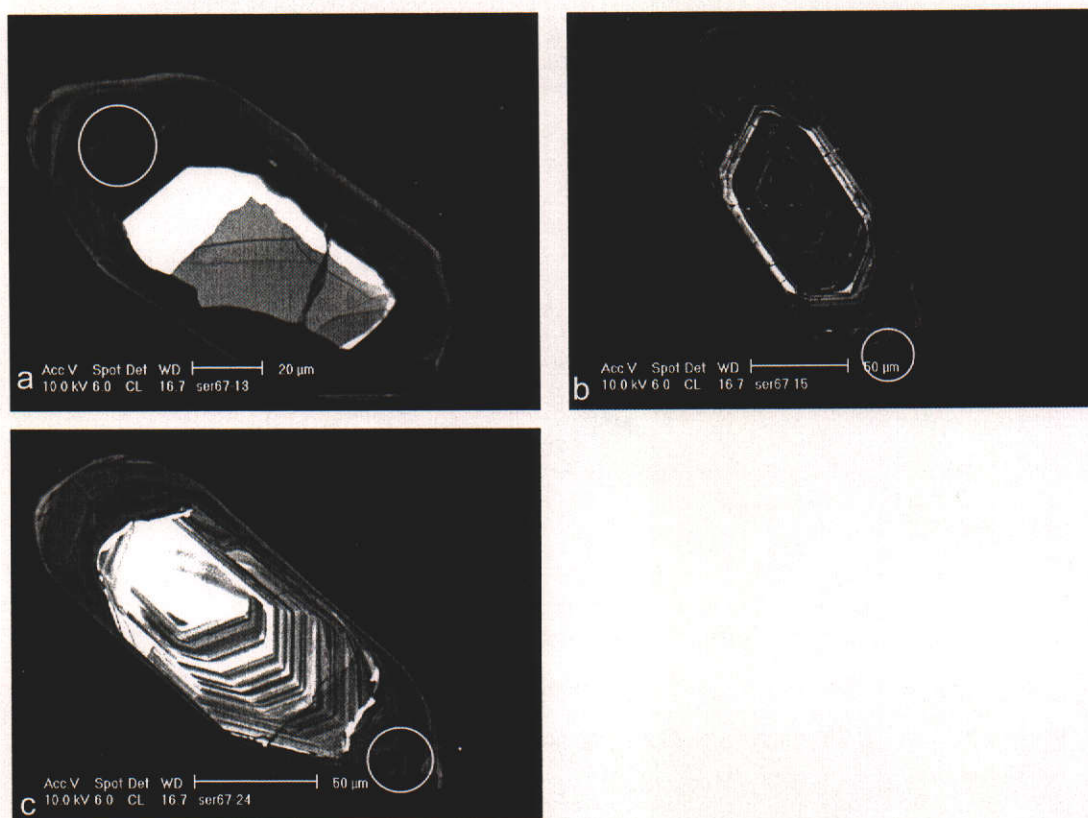 Acc V Spot Det WD 20 µm
10.0 kV 6.0 CL 16.7 ser67-13
a
Acc V Spot Det WD 50 µm
10.0 kV 6.0 CL 16.7 ser67-15
b
Acc V Spot Det WD 50 µm
10.0 kV 6.0 CL 16.7 ser67-24
c